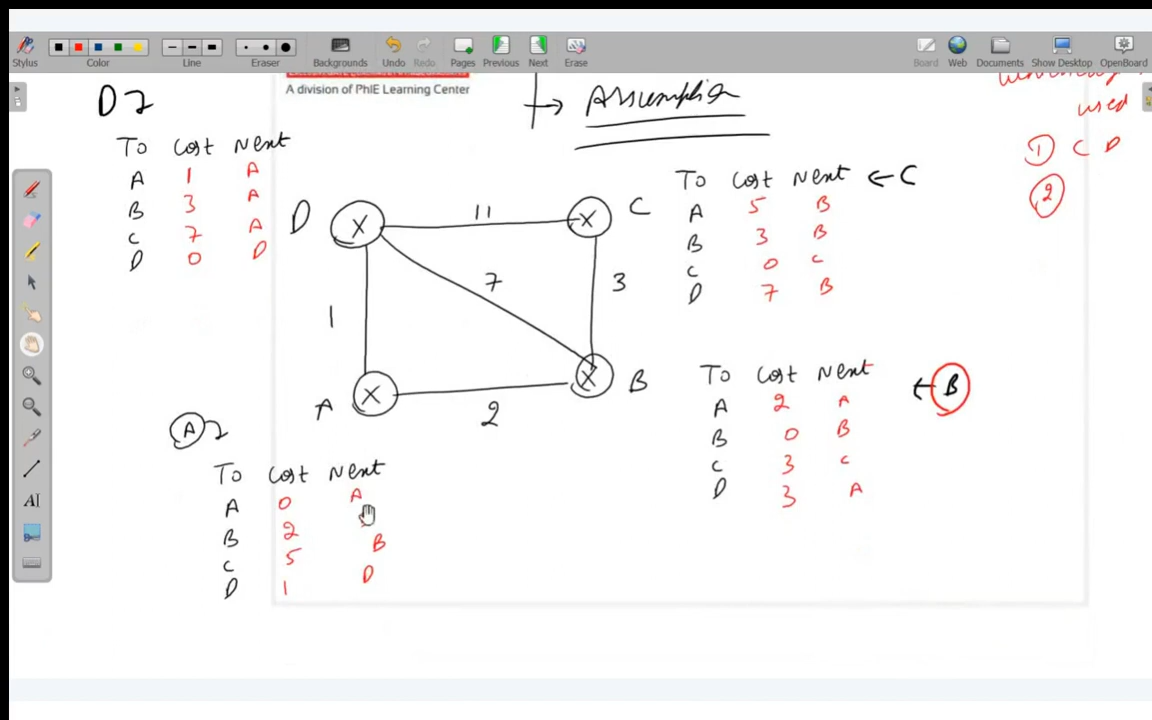 Stylus Color Line Eraser Backgrounds Undo Redo Pages Previous Next Erase Board Web Documents Show Desktop OpenBoard
A division of PhIE Learning Center
Assumption
used
① C D
②
D
To Cost Next
A 1 A
B 3 A
C 7 A
D 0 D
To Cost Next ← C
A 5 B
B 3 B
C 0 C
D 7 B
D 11 C
7
1
3
A 2 B
X X
X X
To Cost Next ← B
A 2 A
B 0 B
C 3 C
D 3 A
A
To Cost Next
A 0 A
B 2
C 5 B
D 1 D
AI